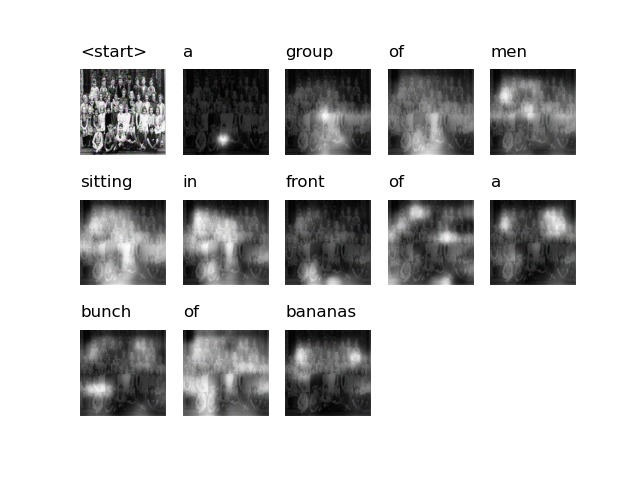 <start> a group of men
sitting in front of a
bunch of bananas